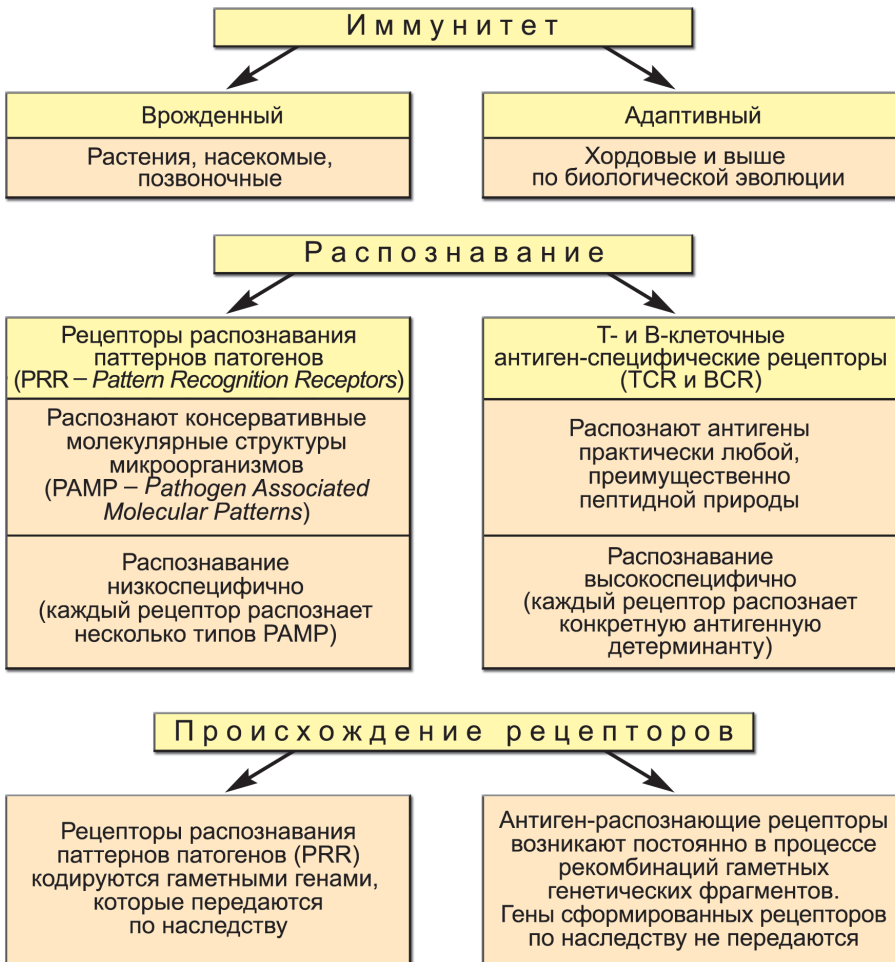 Иммунитет
Врожденный
Растения, насекомые,
позвоночные
Адаптивный
Хордовые и выше
по биологической эволюции
Распознавание
Рецепторы распознавания
паттернов патогенов
(PRR – Pattern Recognition Receptors)
Распознают консервативные
молекулярные структуры
микроорганизмов
(PAMP – Pathogen Associated
Molecular Patterns)
Распознавание
низкоспецифично
(каждый рецептор распознает
несколько типов PAMP)
Т- и В-клеточные
антиген-специфические рецепторы
(TCR и BCR)
Распознают антигены
практически любой,
преимущественно
пептидной природы
Распознавание
высокоспецифично
(каждый рецептор распознает
конкретную антигенную
детерминанту)
Происхождение рецепторов
Рецепторы распознавания
паттернов патогенов (PRR)
кодируются гаметными генами,
которые передаются
по наследству
Антиген-распознающие рецепторы
возникают постоянно в процессе
рекомбинаций гаметных
генетических фрагментов.
Гены сформированных рецепторов
по наследству не передаются